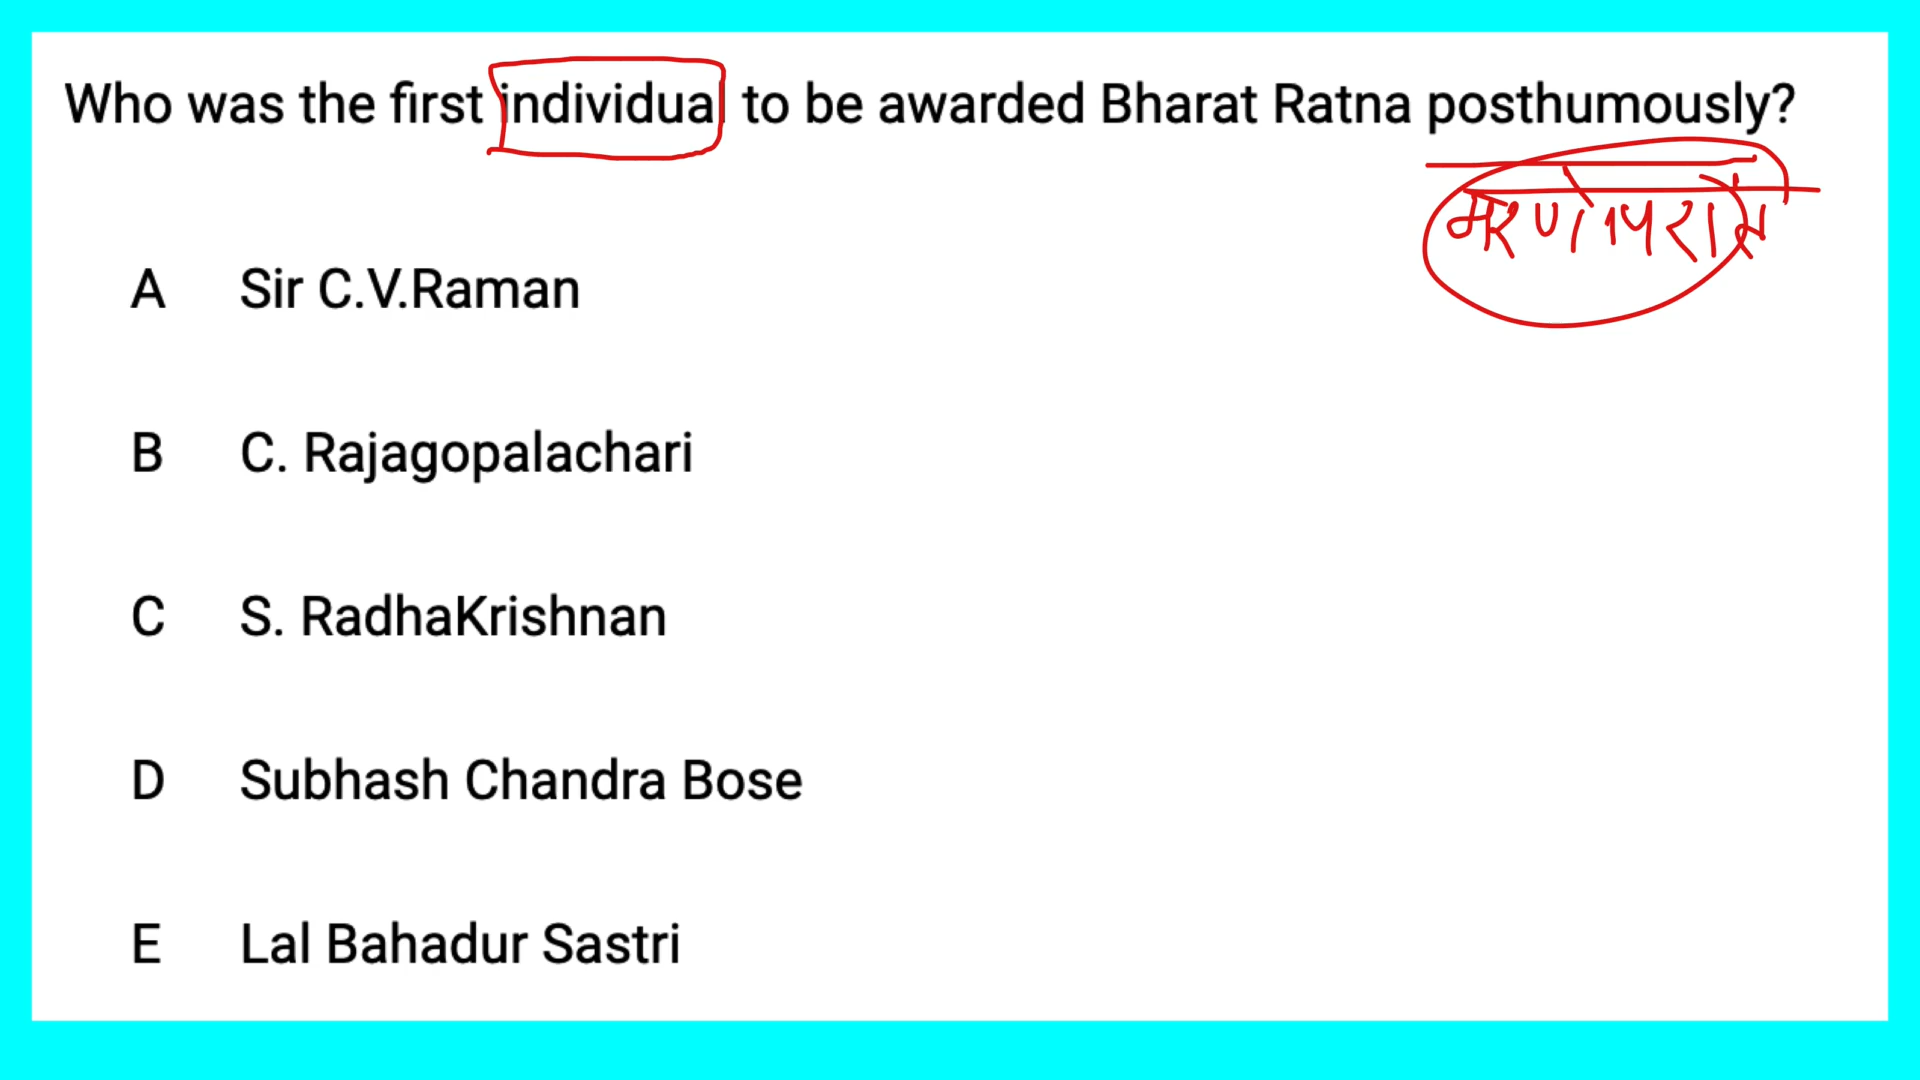 Who was the first individual to be awarded Bharat Ratna posthumously?
मरणोपरांत
A Sir C.V.Raman
B C. Rajagopalachari
C S. RadhaKrishnan
D Subhash Chandra Bose
E Lal Bahadur Sastri